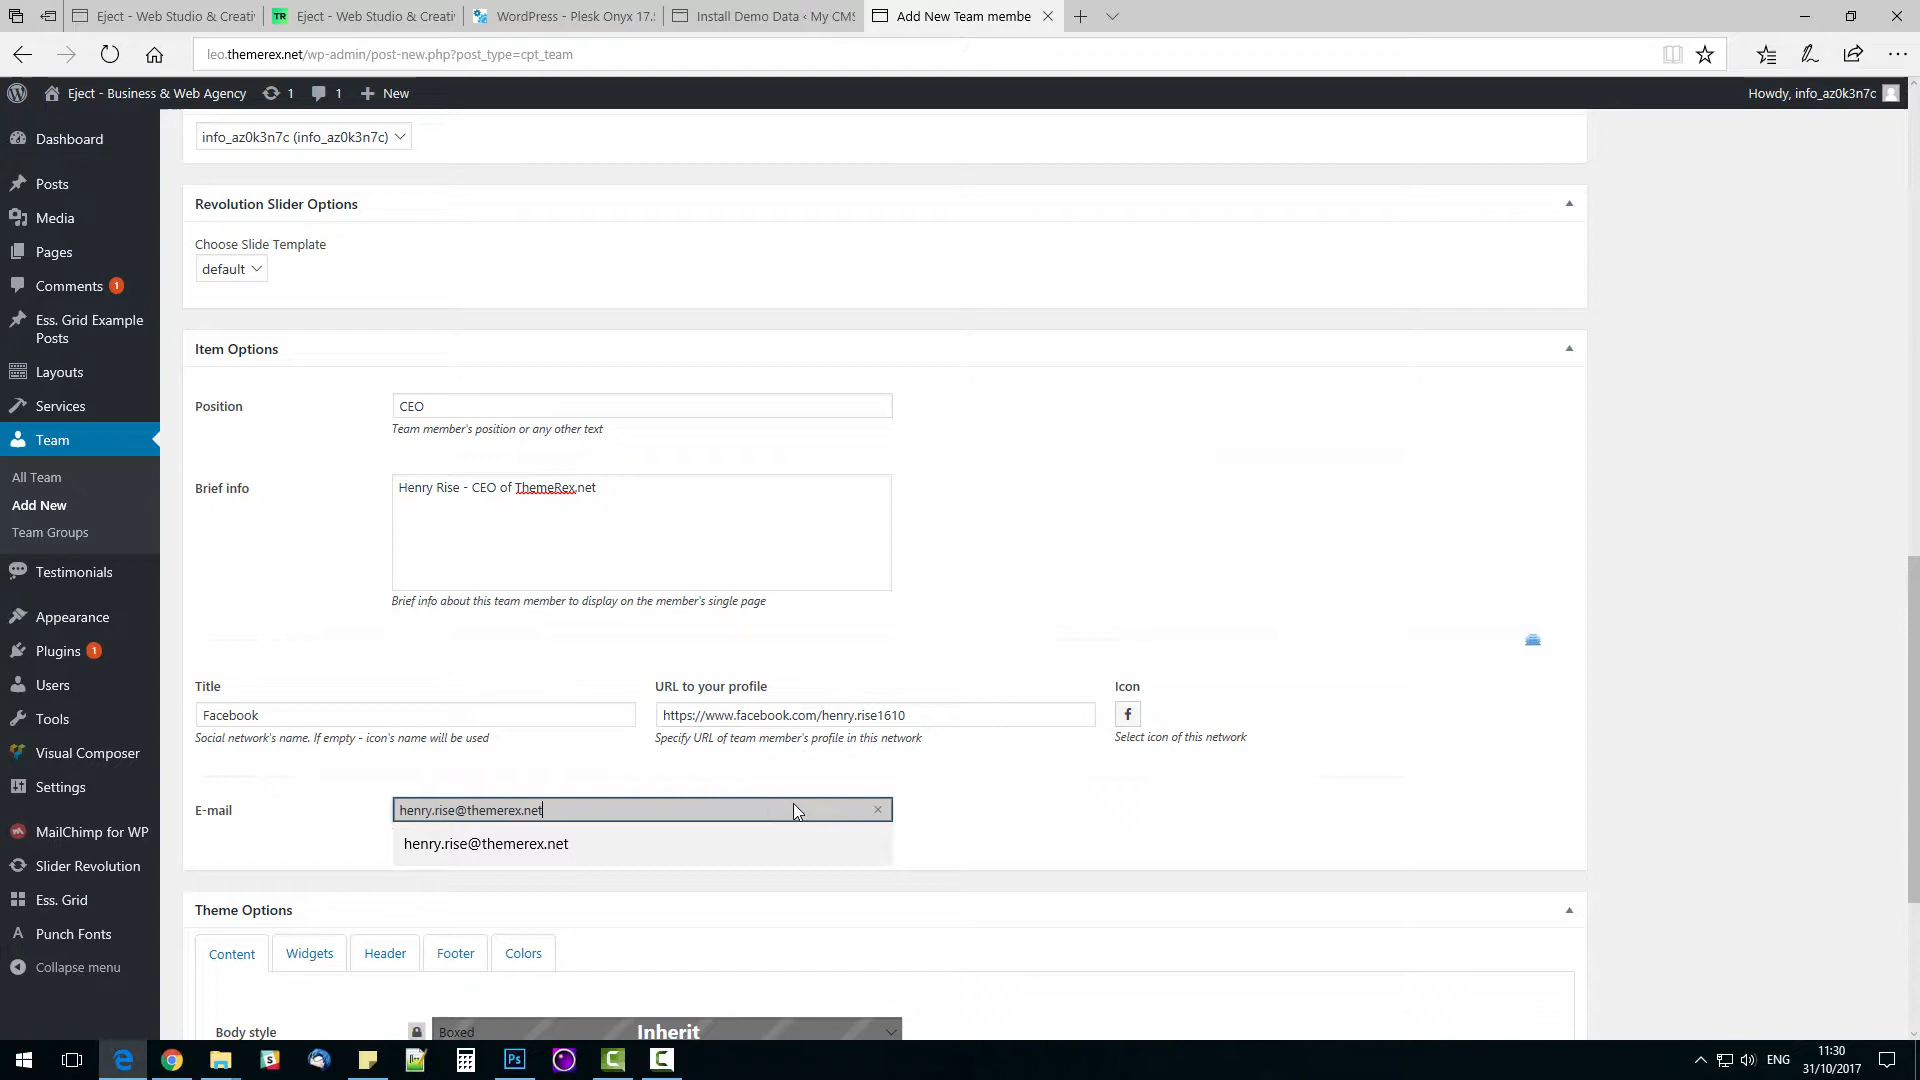 Eject - Web Studio & Creati
TR Eject - Web Studio & Creati
WordPress - Plesk Onyx 17.5
Install Demo Data ‹ My CMS
Add New Team membe
leo.themerex.net/wp-admin/post-new.php?post_type=cpt_team
Eject - Business & Web Agency
1
1
New
Howdy, info_az0k3n7c
Dashboard
Posts
Media
Pages
Comments 1
Ess. Grid Example
Posts
Layouts
Services
Team
All Team
Add New
Team Groups
Testimonials
Appearance
Plugins 1
Users
Tools
Visual Composer
Settings
MailChimp for WP
Slider Revolution
Ess. Grid
Punch Fonts
Collapse menu
info_az0k3n7c (info_az0k3n7c)
Revolution Slider Options
Choose Slide Template
default
Item Options
Position
CEO
Team member's position or any other text
Brief info
Henry Rise - CEO of ThemeRex.net
Brief info about this team member to display on the member's single page
Title
URL to your profile
Icon
Facebook
https://www.facebook.com/henry.rise1610
Social network's name. If empty - icon's name will be used
Specify URL of team member's profile in this network
Select icon of this network
E-mail
henry.rise@themerex.net
henry.rise@themerex.net
Theme Options
Content
Widgets
Header
Footer
Colors
Body style
Boxed
Inherit
ENG
11:30
31/10/2017